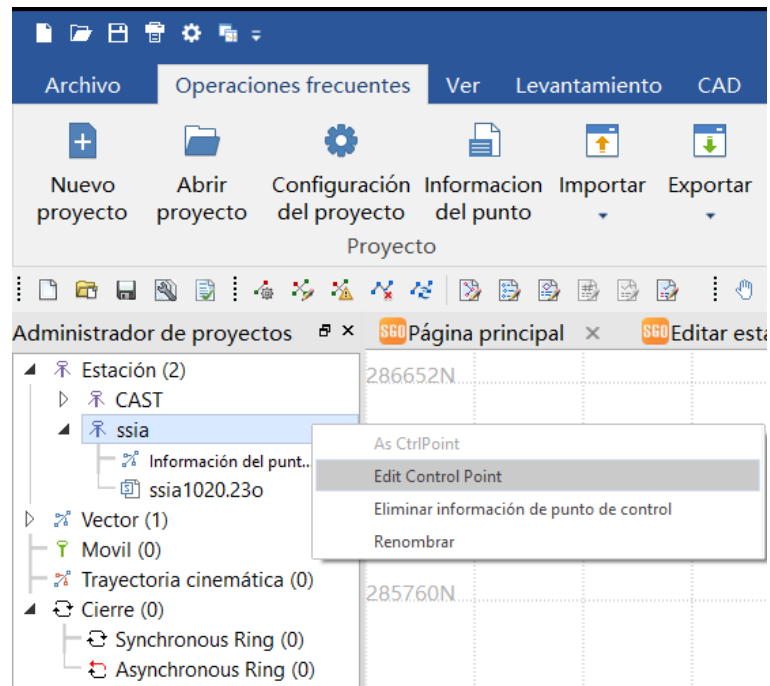 Archivo Operaciones frecuentes Ver Levantamiento CAD
Nuevo proyecto
Abrir proyecto
Configuración del proyecto
Informacion del punto
Importar
Exportar
Proyecto
Administrador de proyectos
SGO Página principal
SGO Editar esta
Estación (2)
CAST
ssia
Información del punt...
ssia1020.23o
Vector (1)
Movil (0)
Trayectoria cinemática (0)
Cierre (0)
Synchronous Ring (0)
Asynchronous Ring (0)
286652N
As CtrlPoint
Edit Control Point
Eliminar información de punto de control
Renombrar
285760N